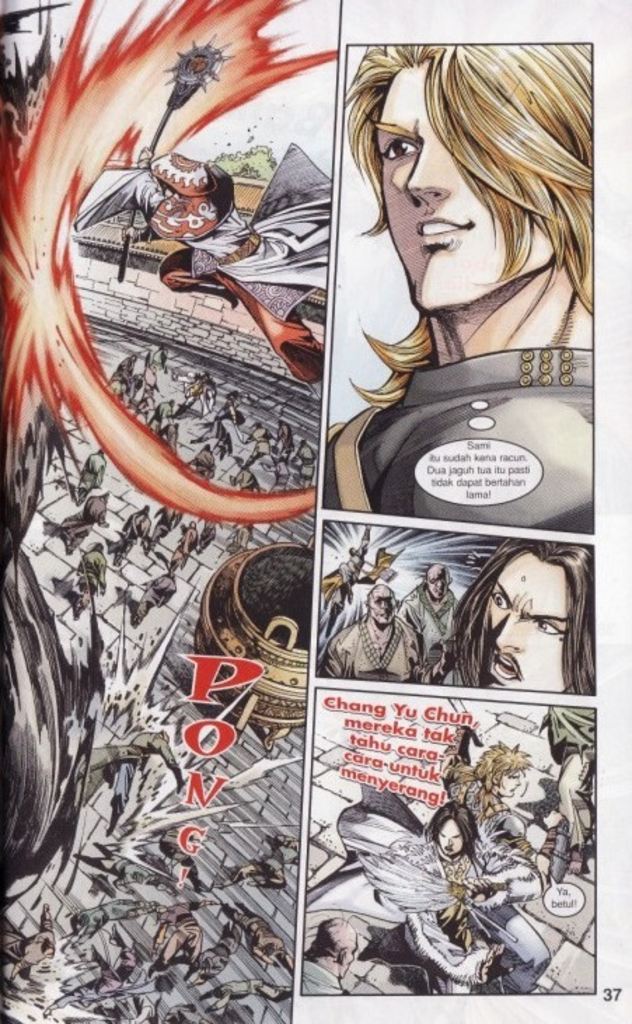 PONG!
Sami
itu sudah kena racun.
Dua jaguh tua itu pasti
tidak dapat bertahan
lama!
Chang Yu Chun,
mereka tak
tahu cara-
cara untuk
menyerang!
Ya,
betul!
37